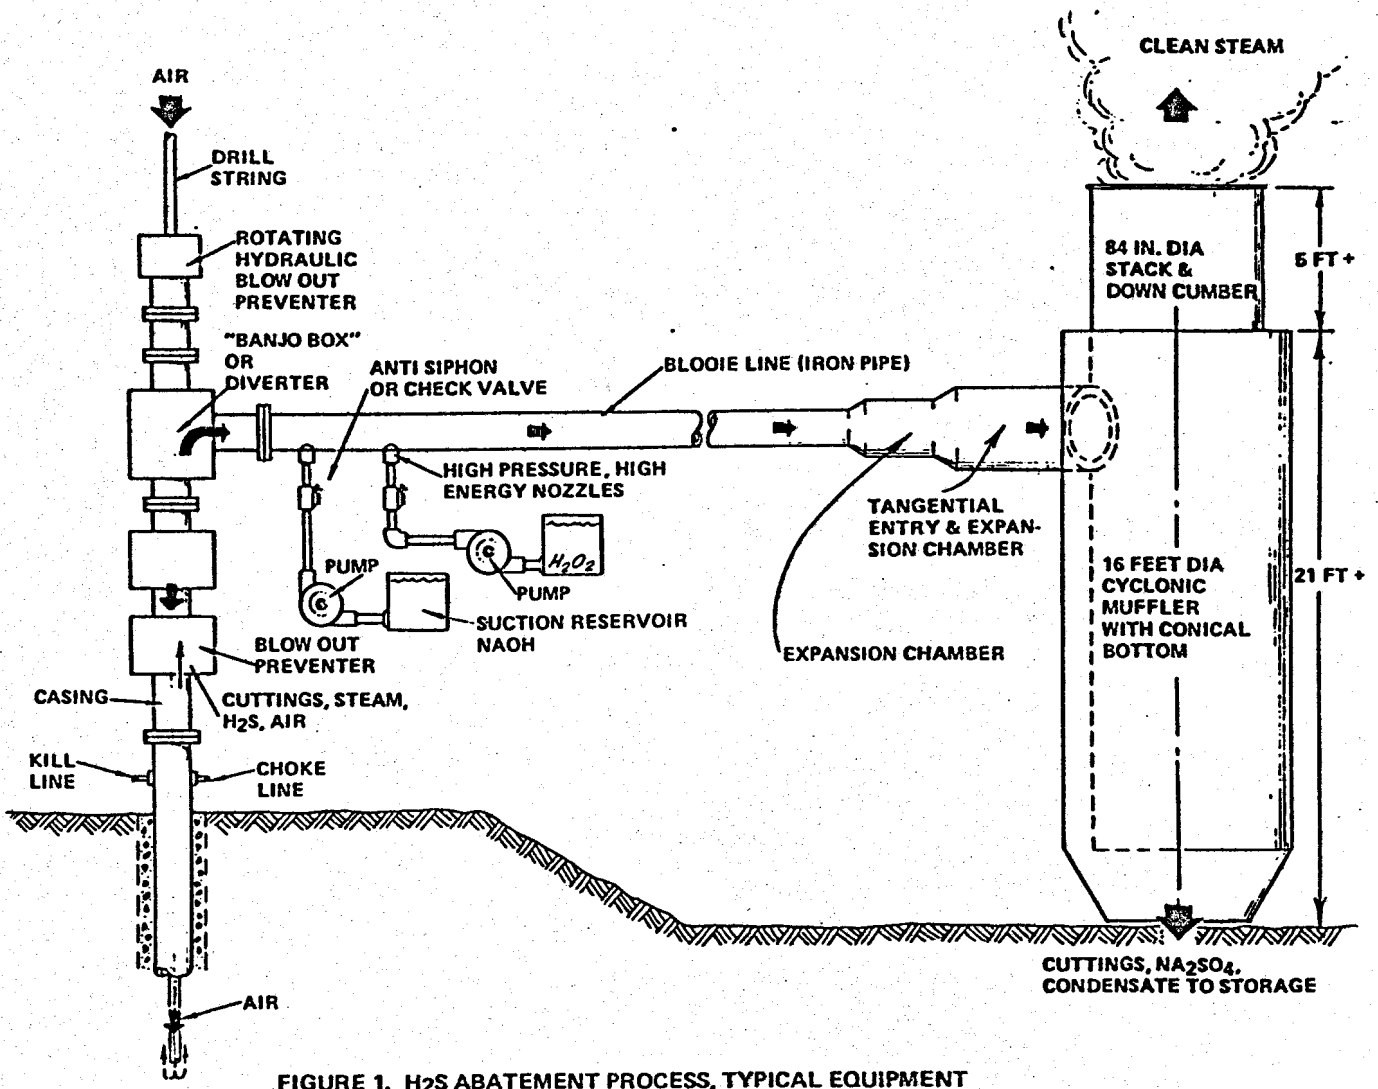 CLEAN STEAM
AIR
DRILL
STRING
ROTATING
HYDRAULIC
BLOW OUT
PREVENTER
84 IN. DIA
STACK &
DOWN CUMBER
5 FT +
"BANJO BOX"
OR
DIVERTER
ANTI SIPHON
OR CHECK VALVE
BLOOIE LINE (IRON PIPE)
HIGH PRESSURE, HIGH
ENERGY NOZZLES
TANGENTIAL
ENTRY & EXPAN-
SION CHAMBER
H2O2
PUMP
PUMP
16 FEET DIA
CYCLONIC
MUFFLER
WITH CONICAL
BOTTOM
21 FT +
SUCTION RESERVOIR
NAOH
BLOW OUT
PREVENTER
EXPANSION CHAMBER
CASING
CUTTINGS, STEAM,
H2S, AIR
KILL
LINE
CHOKE
LINE
CUTTINGS, NA2SO4,
CONDENSATE TO STORAGE
AIR
FIGURE 1. H2S ABATEMENT PROCESS, TYPICAL EQUIPMENT